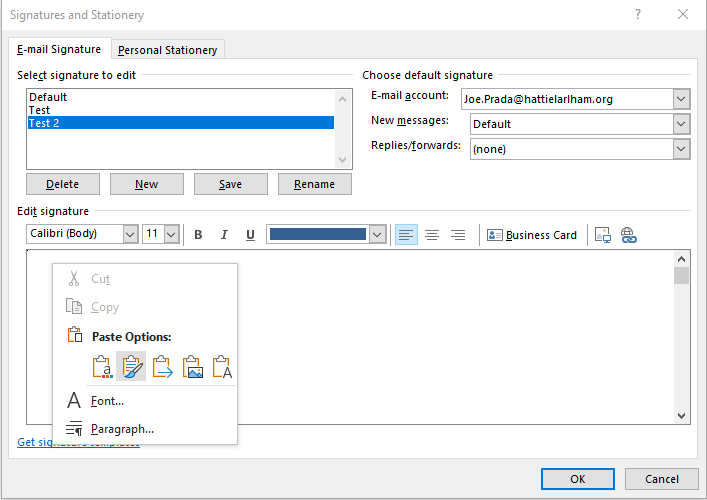 Signatures and Stationery
E-mail Signature Personal Stationery
Select signature to edit
Default
Test
Test 2
Delete New Save Rename
Choose default signature
E-mail account: Joe.Prada@hattielarlham.org
New messages: Default
Replies/forwards: (none)
Edit signature
Calibri (Body) 11 B I U Business Card
Cut
Copy
Paste Options:
Font...
Paragraph...
Get signature templates
OK Cancel